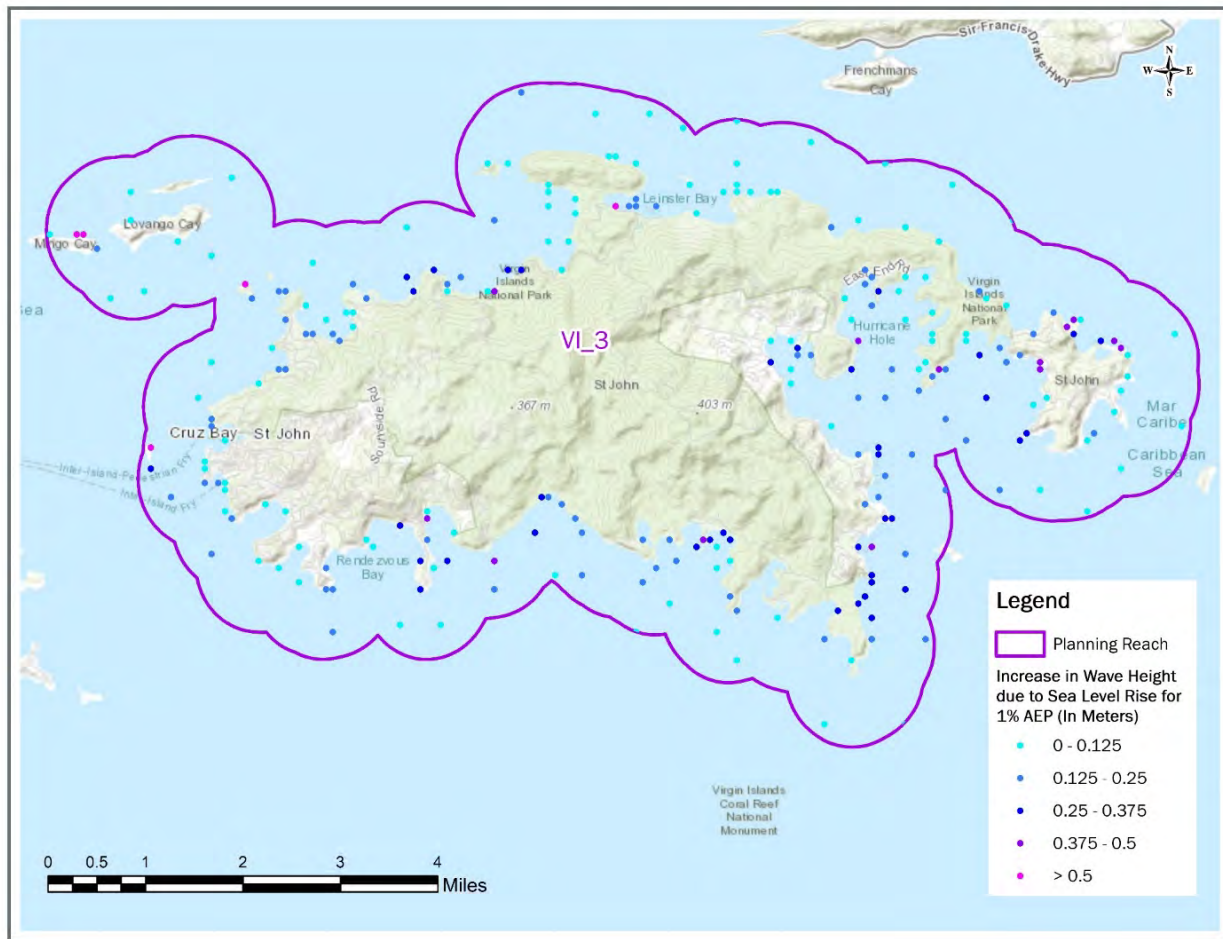 Sir-Francis-Drake-Hwy
Frenchmans
Cay
N
W E
S
Leinster Bay
Lovango Cay
Mingo Cay
East End Rd
Virgin
Islands
National Park
Virgin
Islands
National
Park
Sea
Hurricane
Hole
VI_3
St John
St John
367 m
403 m
Mar
Caribe
Caribbean
Sea
Cruz Bay
St John
Southside Rd
Inter-Island-Pedestrian Fry
Inter-Island Fry
Rendezvous
Bay
Virgin Islands
Coral Reef
National
Monument
Legend
Planning Reach
Increase in Wave Height
due to Sea Level Rise for
1% AEP (In Meters)
0 - 0.125
0.125 - 0.25
0.25 - 0.375
0.375 - 0.5
> 0.5
0 0.5 1 2 3 4
Miles